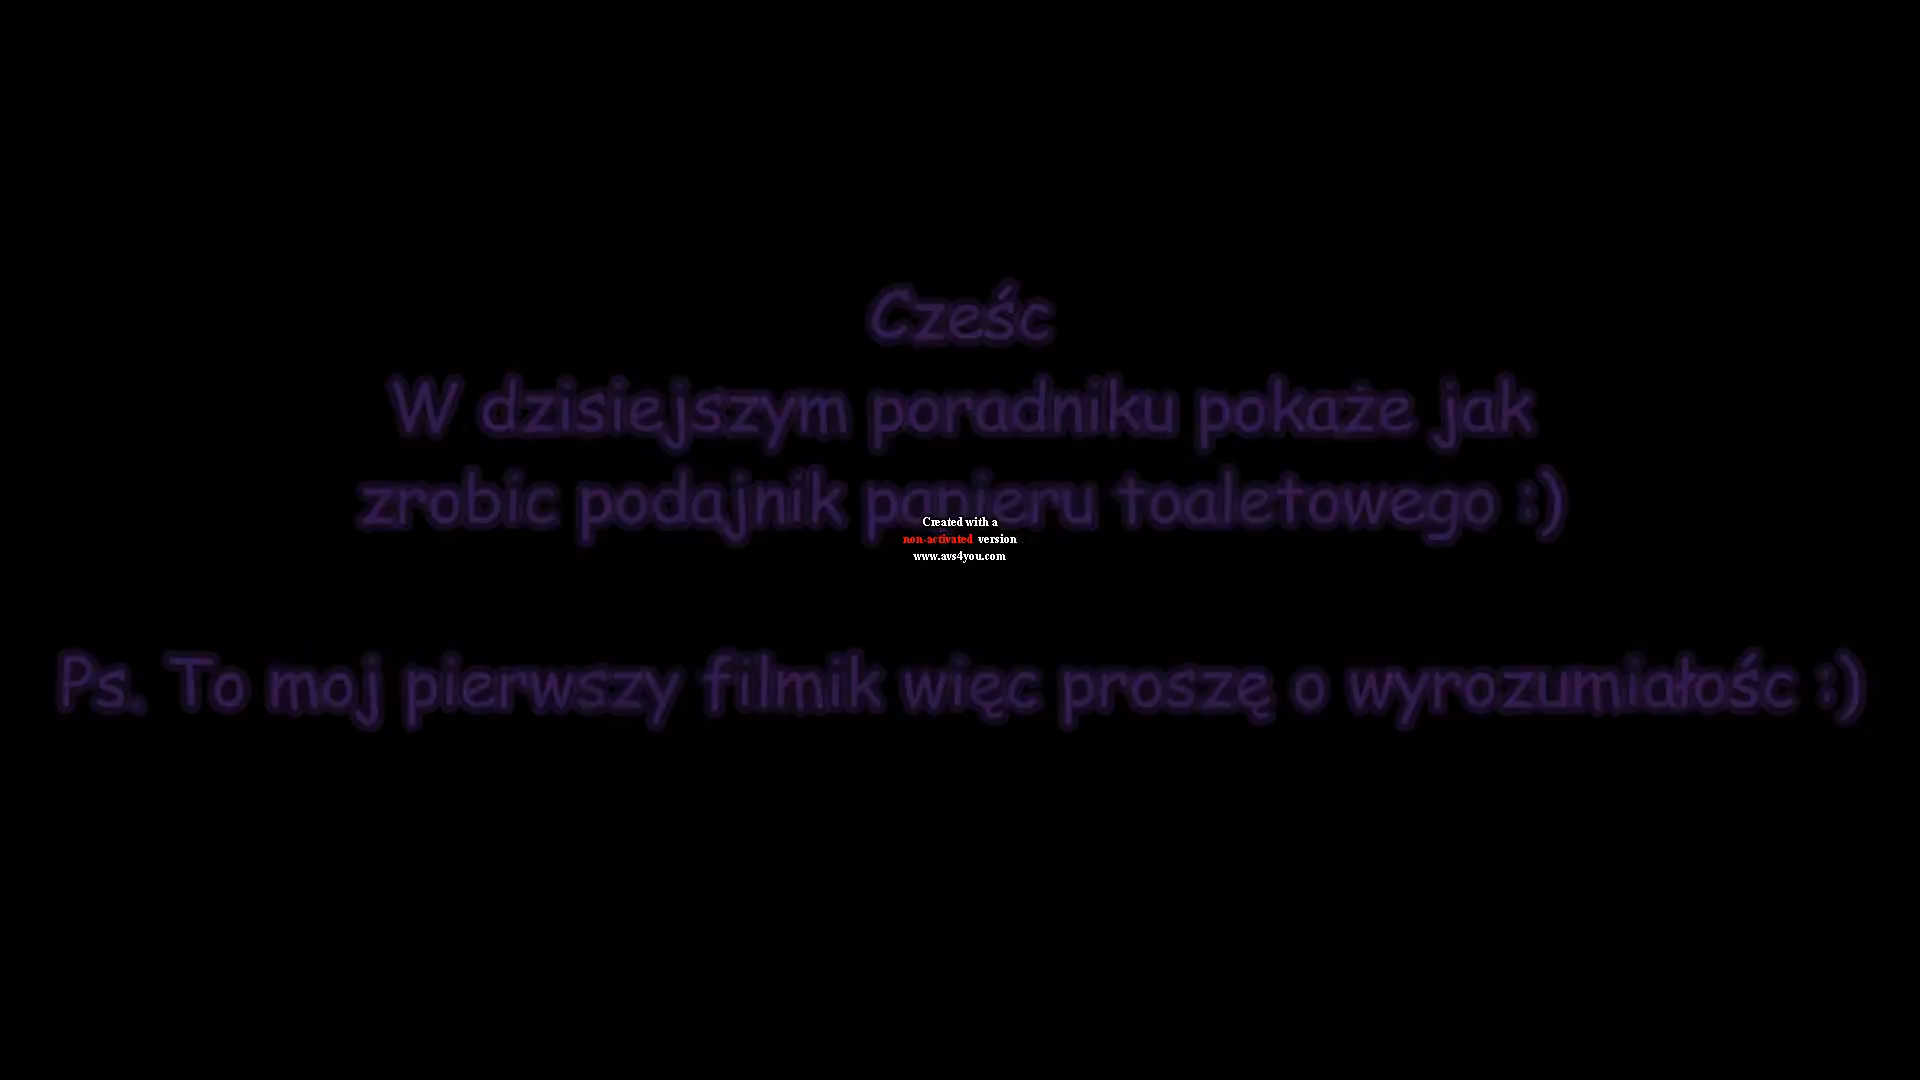 Cześc
W dzisiejszym poradniku pokaże jak
zrobic podajnik papieru toaletowego :)
Created with a
non-activated version
www.avs4you.com
Ps. To moj pierwszy filmik więc proszę o wyrozumiałośc :)